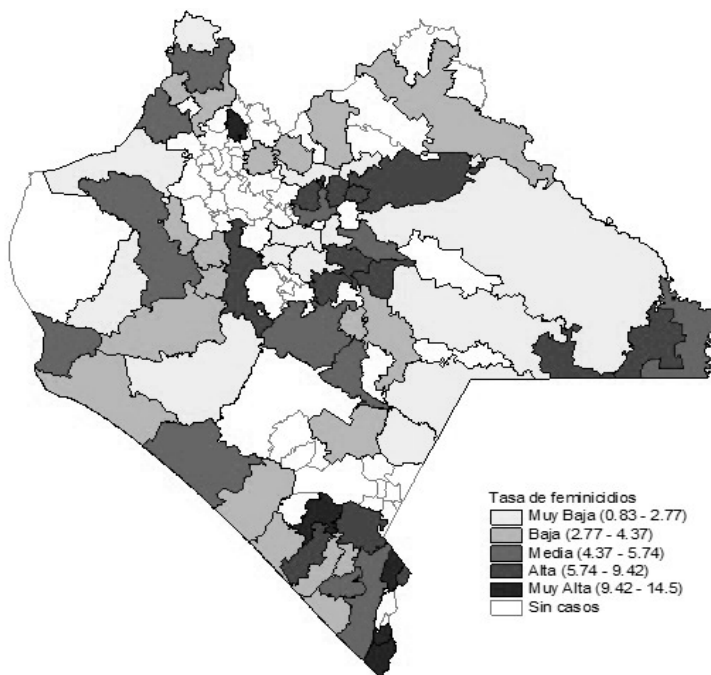 Tasa de feminicidios
Muy Baja (0.83 - 2.77)
Baja (2.77 - 4.37)
Media (4.37 - 5.74)
Alta (5.74 - 9.42)
Muy Alta (9.42 - 14.5)
Sin casos